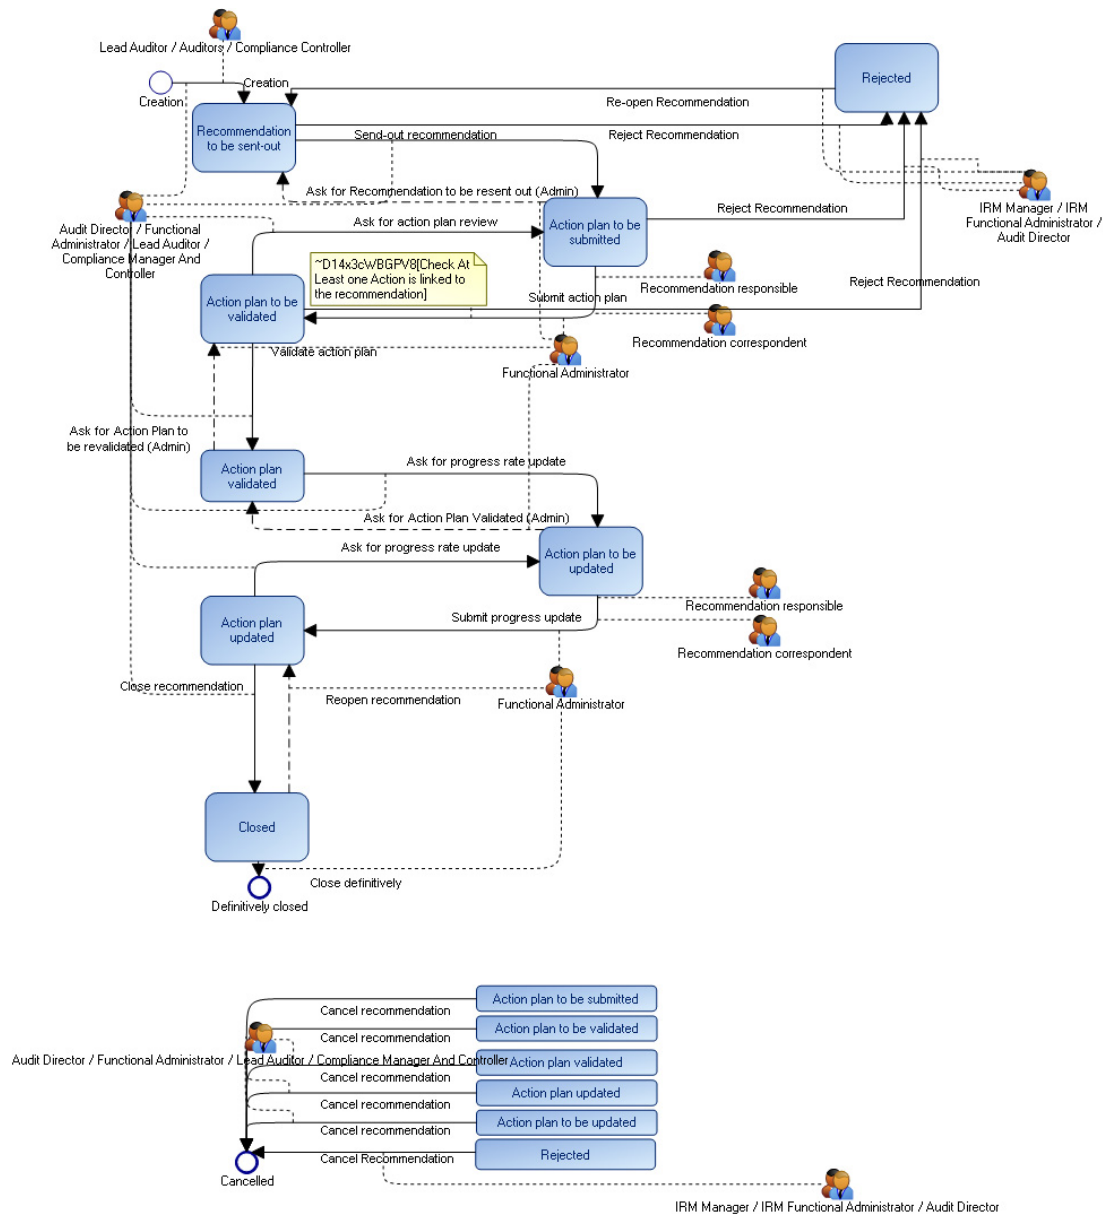 Lead Auditor / Auditors / Compliance Controller
Creation
Creation
Rejected
Re-open Recommendation
Recommendation
to be sent-out
Send-out recommendation
Reject Recommendation
Ask for Recommendation to be resent out (Admin)
Audit Director / Functional
Administrator / Lead Auditor /
Compliance Manager And
Controller
Ask for action plan review
Action plan to be
submitted
Reject Recommendation
IRM Manager / IRM
Functional Administrator /
Audit Director
~D14x3cWBGPV8[Check At
Least one Action is linked to
the recommendation]
Recommendation responsible
Reject Recommendation
Submit action plan
Action plan to be
validated
Recommendation correspondent
Validate action plan
Functional Administrator
Ask for Action Plan to
be revalidated (Admin)
Action plan
validated
Ask for progress rate update
Ask for Action Plan Validated (Admin)
Ask for progress rate update
Action plan to be
updated
Recommendation responsible
Action plan
updated
Submit progress update
Recommendation correspondent
Close recommendation
Reopen recommendation
Functional Administrator
Closed
Close definitively
Definitively closed
Action plan to be submitted
Cancel recommendation
Action plan to be validated
Cancel recommendation
Audit Director / Functional Administrator / Lead Auditor / Compliance Manager And Controller
Action plan validated
Cancel recommendation
Action plan updated
Cancel recommendation
Action plan to be updated
Cancel recommendation
Rejected
Cancel Recommendation
Cancelled
IRM Manager / IRM Functional Administrator / Audit Director